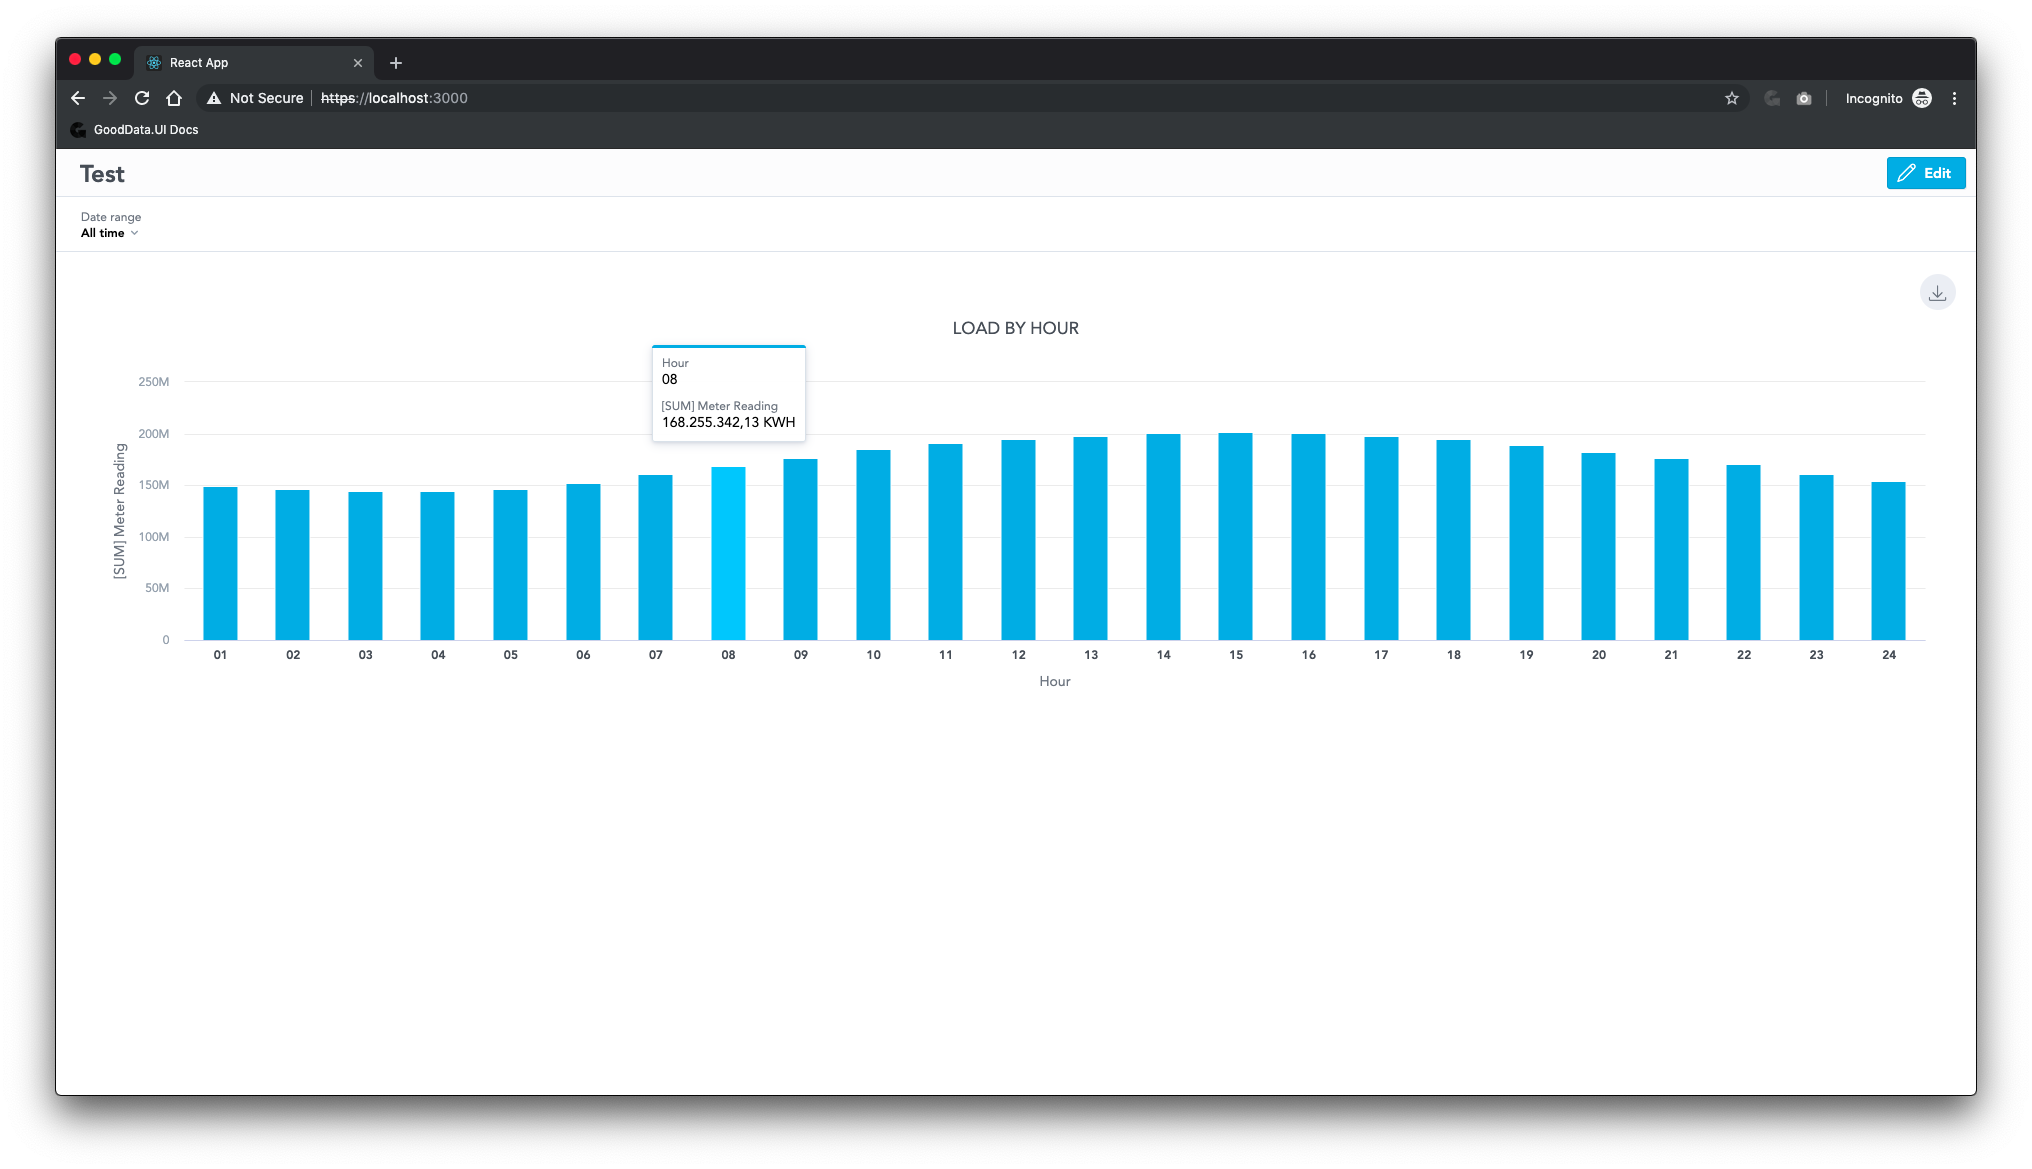 React App
Not Secure
https://localhost:3000
Incognito
GoodData.UI Docs
Test
Edit
Date range
All time
LOAD BY HOUR
Hour
08
[SUM] Meter Reading
168.255.342,13 KWH
[SUM] Meter Reading
250M
200M
150M
100M
50M
0
01 02 03 04 05 06 07 08 09 10 11 12 13 14 15 16 17 18 19 20 21 22 23 24
Hour